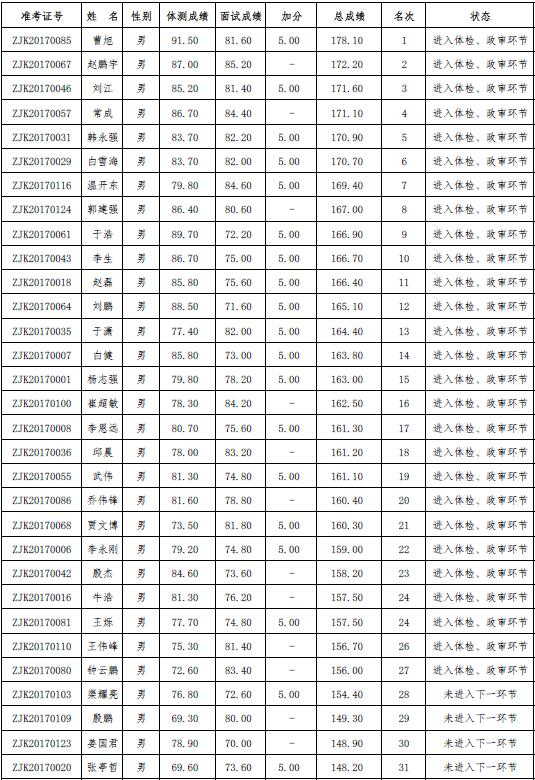 准考证号 姓 名 性别 体测成绩 面试成绩 加分 总成绩 名次 状态
ZJK20170085 曹旭 男 91.50 81.60 5.00 178.10 1 进入体检、政审环节
ZJK20170067 赵鹏宇 男 87.00 85.20 - 172.20 2 进入体检、政审环节
ZJK20170046 刘江 男 85.20 81.40 5.00 171.60 3 进入体检、政审环节
ZJK20170057 常成 男 86.70 84.40 - 171.10 4 进入体检、政审环节
ZJK20170031 韩永强 男 83.70 82.20 5.00 170.90 5 进入体检、政审环节
ZJK20170029 白雪海 男 83.70 82.00 5.00 170.70 6 进入体检、政审环节
ZJK20170116 温开东 男 79.80 84.60 5.00 169.40 7 进入体检、政审环节
ZJK20170124 郭建强 男 86.40 80.60 - 167.00 8 进入体检、政审环节
ZJK20170061 于浩 男 89.70 72.20 5.00 166.90 9 进入体检、政审环节
ZJK20170043 李生 男 86.70 75.00 5.00 166.70 10 进入体检、政审环节
ZJK20170018 赵磊 男 85.80 75.60 5.00 166.40 11 进入体检、政审环节
ZJK20170064 刘鹏 男 88.50 71.60 5.00 165.10 12 进入体检、政审环节
ZJK20170035 于潇 男 77.40 82.00 5.00 164.40 13 进入体检、政审环节
ZJK20170007 白健 男 85.80 73.00 5.00 163.80 14 进入体检、政审环节
ZJK20170001 杨志强 男 79.80 78.20 5.00 163.00 15 进入体检、政审环节
ZJK20170100 崔超敏 男 78.30 84.20 - 162.50 16 进入体检、政审环节
ZJK20170008 李恩远 男 80.70 75.60 5.00 161.30 17 进入体检、政审环节
ZJK20170036 邱晨 男 78.00 83.20 - 161.20 18 进入体检、政审环节
ZJK20170055 武伟 男 81.30 74.80 5.00 161.10 19 进入体检、政审环节
ZJK20170086 乔伟锋 男 81.60 78.80 - 160.40 20 进入体检、政审环节
ZJK20170068 贾文博 男 73.50 81.80 5.00 160.30 21 进入体检、政审环节
ZJK20170006 李永刚 男 79.20 74.80 5.00 159.00 22 进入体检、政审环节
ZJK20170042 殷杰 男 84.60 73.60 - 158.20 23 进入体检、政审环节
ZJK20170016 牛浩 男 81.30 76.20 - 157.50 24 进入体检、政审环节
ZJK20170081 王烁 男 77.70 74.80 5.00 157.50 24 进入体检、政审环节
ZJK20170110 王伟峰 男 75.30 81.40 - 156.70 26 进入体检、政审环节
ZJK20170080 钟云鹏 男 72.60 83.40 - 156.00 27 进入体检、政审环节
ZJK20170103 渠耀亮 男 76.80 72.60 5.00 154.40 28 未进入下一环节
ZJK20170109 殷鹏 男 69.30 80.00 - 149.30 29 未进入下一环节
ZJK20170123 姜国君 男 78.90 70.00 - 148.90 30 未进入下一环节
ZJK20170020 张亭哲 男 69.60 73.60 5.00 148.20 31 未进入下一环节